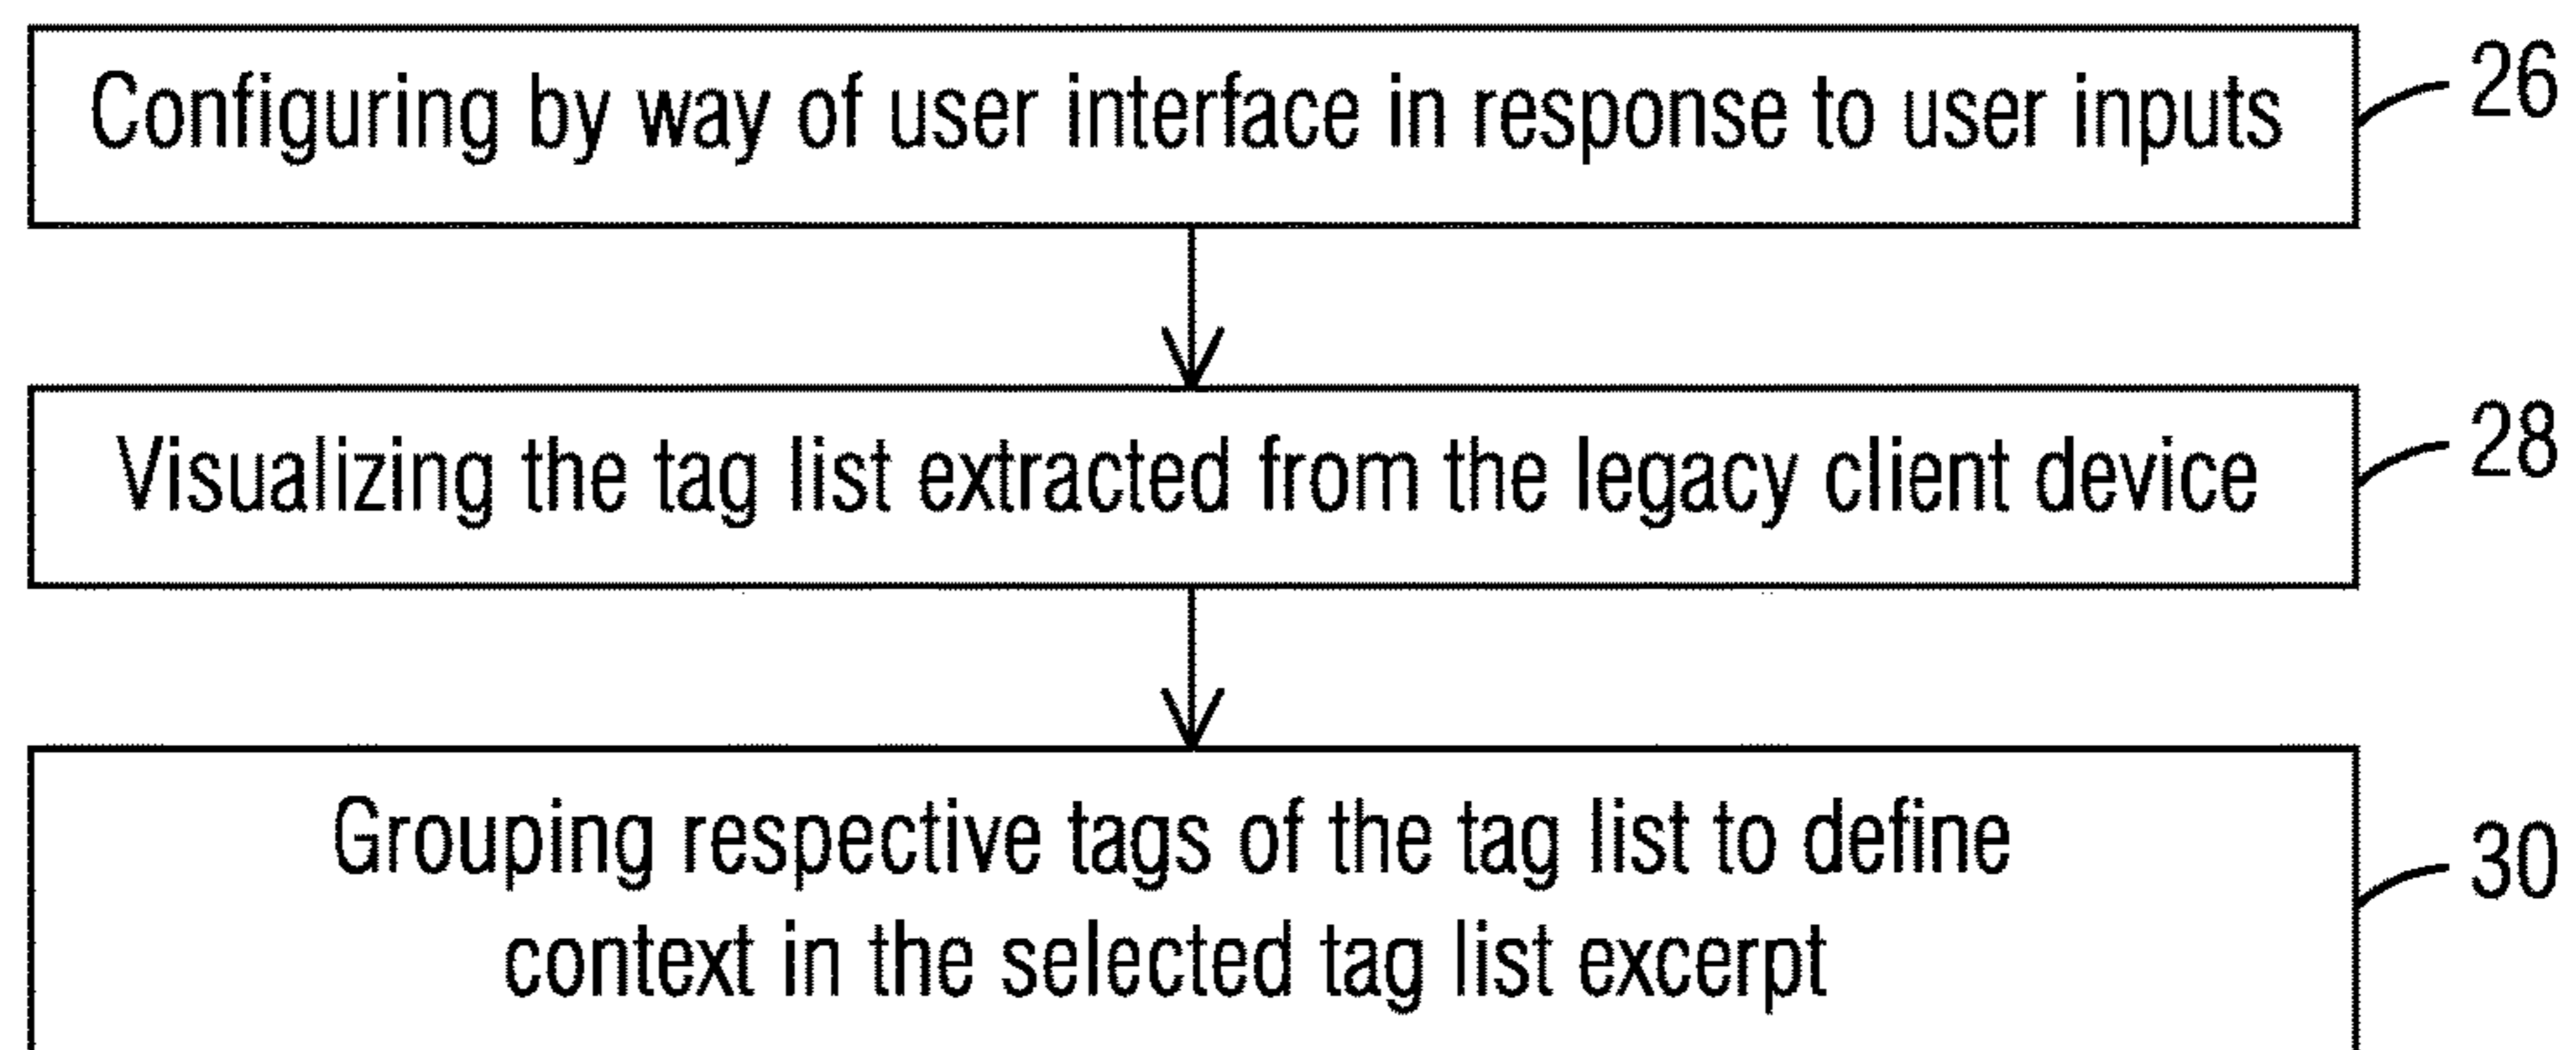 Configuring by way of user interface in response to user inputs
26
Visualizing the tag list extracted from the legacy client device
28
Grouping respective tags of the tag list to define
context in the selected tag list excerpt
30